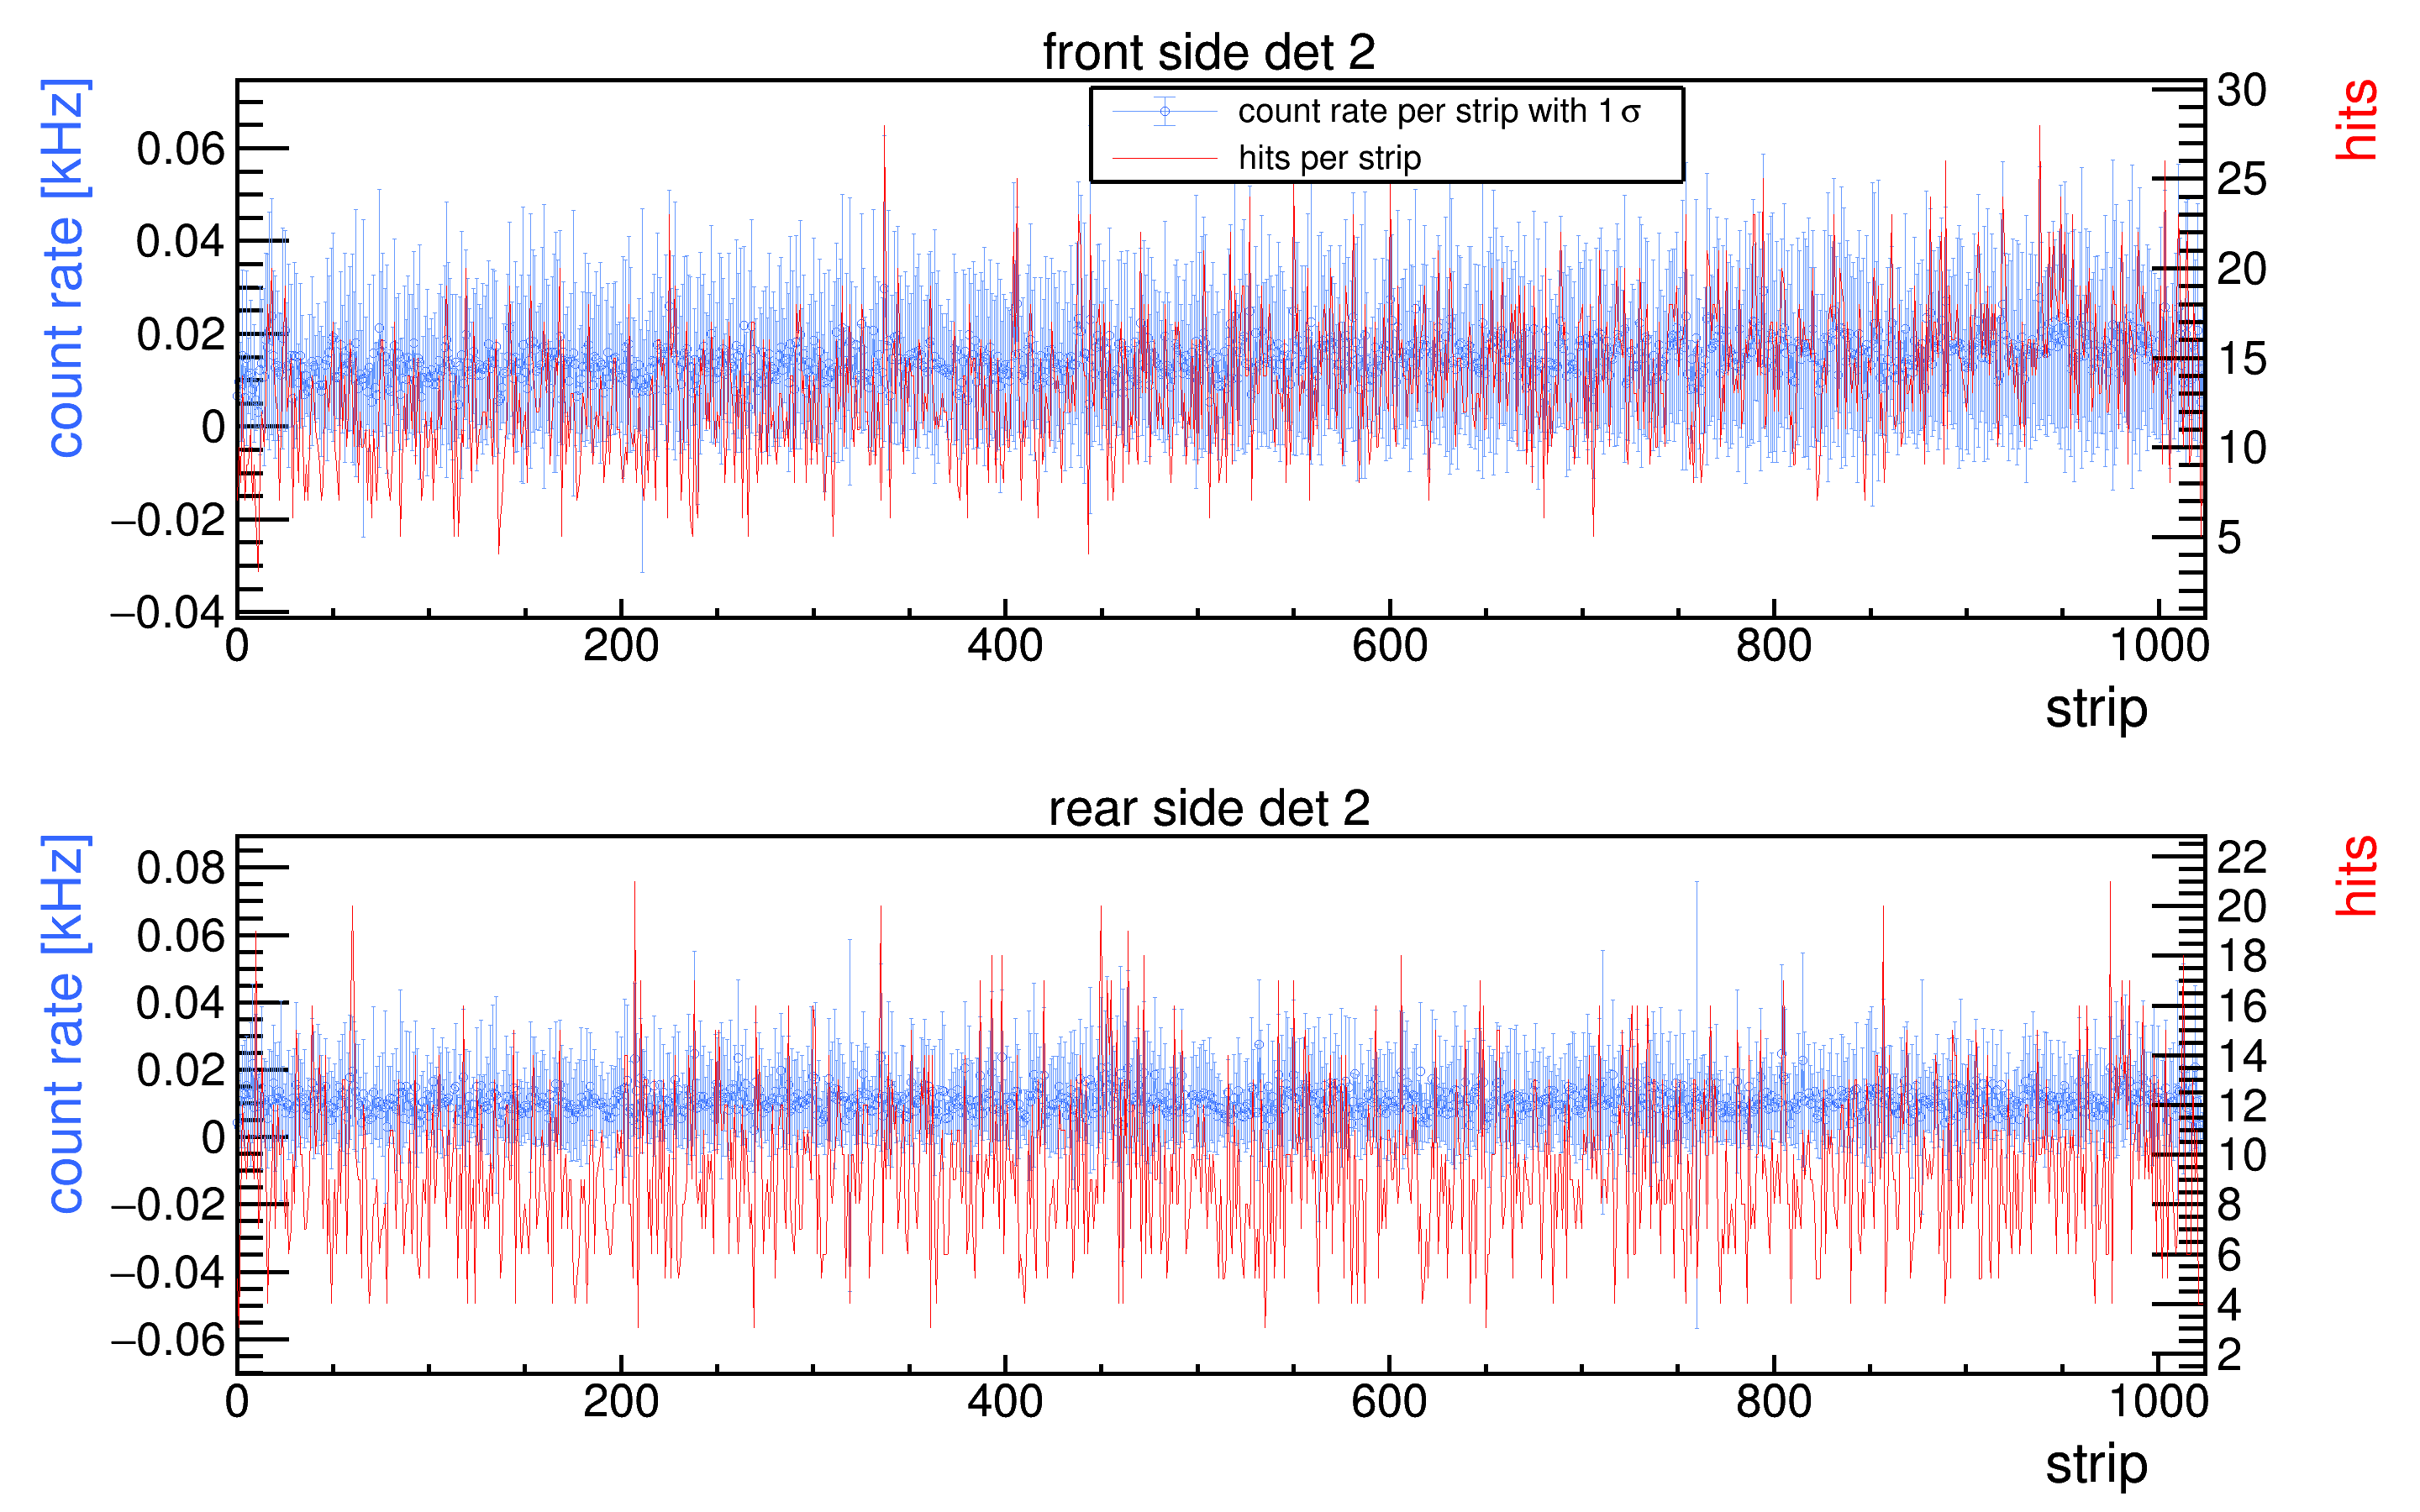 front side det 2
count rate [kHz]
hits
count rate per strip with 1 σ
hits per strip
0.06
0.04
0.02
0
−0.02
−0.04
30
25
20
15
10
5
0 200 400 600 800 1000
strip
rear side det 2
count rate [kHz]
hits
0.08
0.06
0.04
0.02
0
−0.02
−0.04
−0.06
22
20
18
16
14
12
10
8
6
4
2
0 200 400 600 800 1000
strip